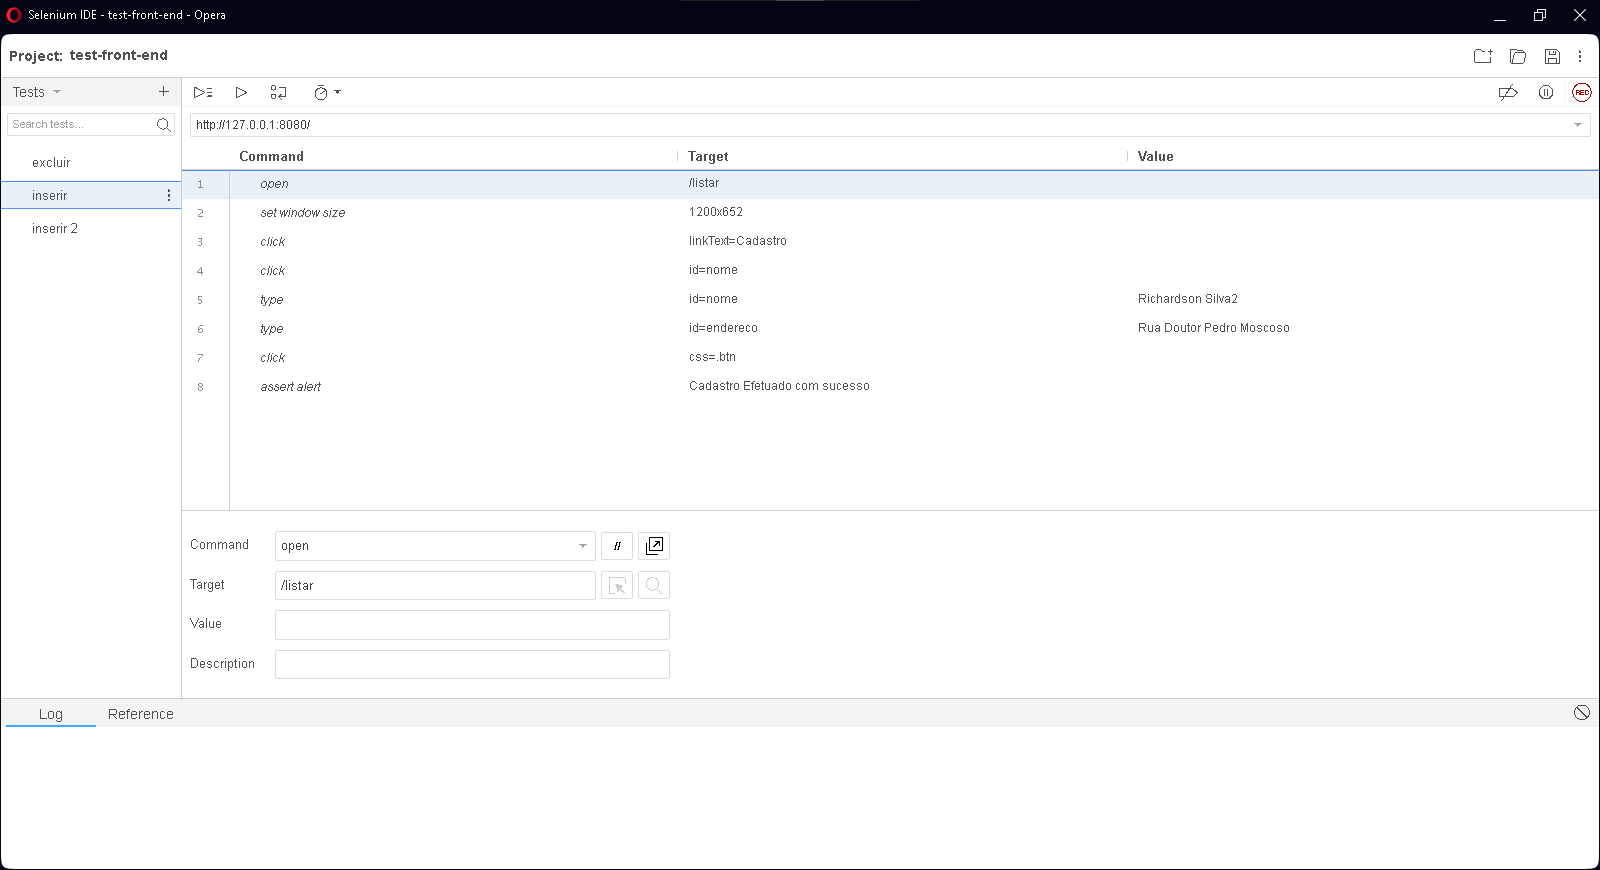 Selenium IDE - test-front-end - Opera
Project: test-front-end
Tests
Search tests...
excluir
inserir
inserir 2
REC
http://127.0.0.1:8080/
Command Target Value
1 open /listar
2 set window size 1200x652
3 click linkText=Cadastro
4 click id=nome
5 type id=nome Richardson Silva2
6 type id=endereco Rua Doutor Pedro Moscoso
7 click css=.btn
8 assert alert Cadastro Efetuado com sucesso
Command open //
Target /listar
Value
Description
Log Reference